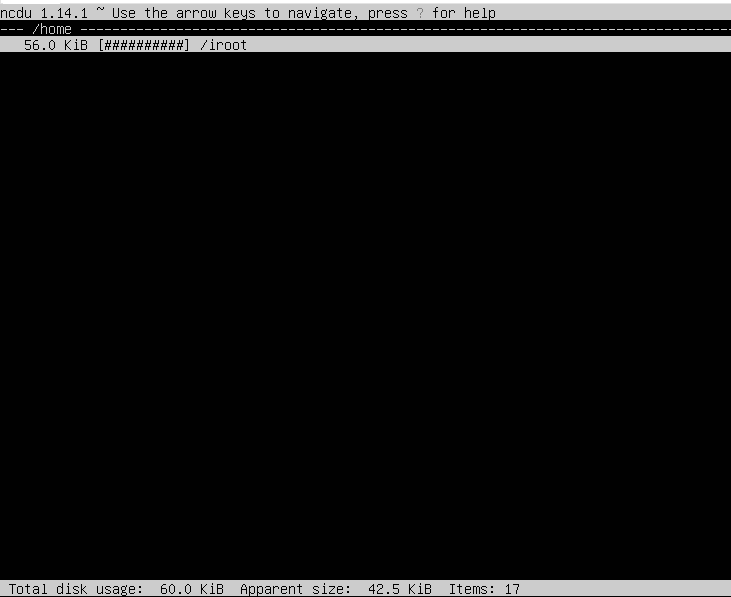 ncdu 1.14.1 ~ Use the arrow keys to navigate, press ? for help
--- /home ----------------------------------------------------------------------------------
56.0 KiB [##########] /iroot
Total disk usage:  60.0 KiB  Apparent size:  42.5 KiB  Items: 17